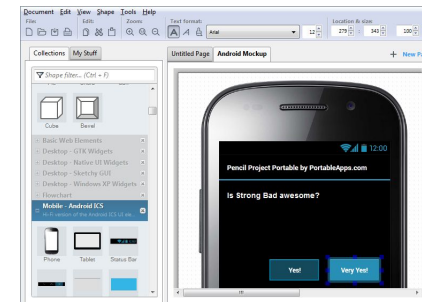 Document Edit View Shape Tools Help
File: Edit: Zoom Text format: Location & size
Arial 12 279 : 343 100
Collections My Stuff
Untitled Page Android Mockup
Shape filter... (Ctrl + F)
Cube Bevel
Basic Web Elements
Desktop - GTK Widgets
Desktop - Native UI Widgets
Desktop - Sketchy GUI
Desktop - Windows XP Widgets
Flowchart
Mobile - Android ICS
Phone Tablet Status Bar
12:00
Pencil Project Portable by PortableApps.com
Is Strong Bad awesome?
Yes! Very Yes!